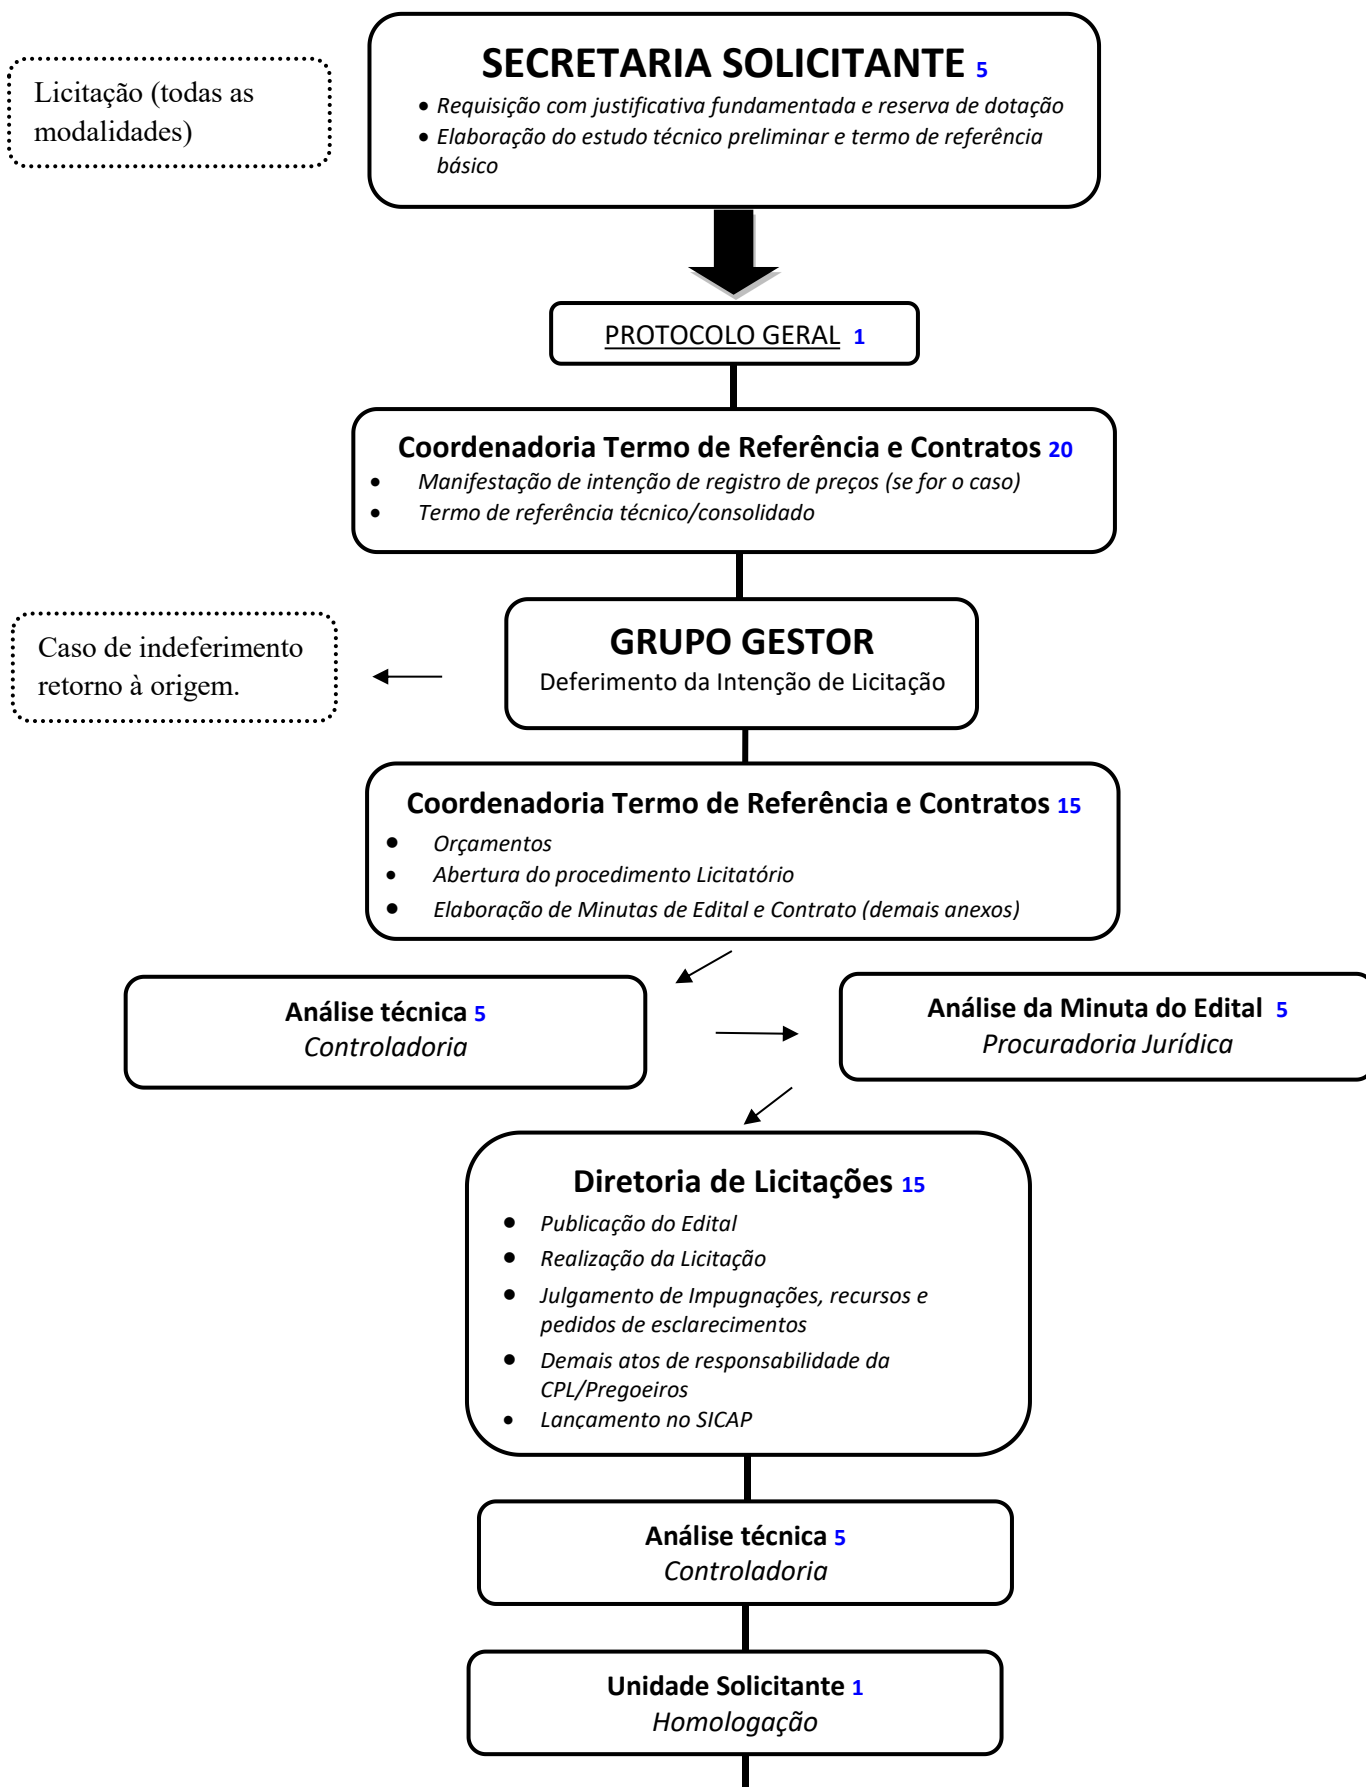 SECRETARIA SOLICITANTE 5
Licitação (todas as
modalidades)
• Requisição com justificativa fundamentada e reserva de dotação
• Elaboração do estudo técnico preliminar e termo de referência
básico
PROTOCOLO GERAL 1
Coordenadoria Termo de Referência e Contratos 20
• Manifestação de intenção de registro de preços (se for o caso)
• Termo de referência técnico/consolidado
GRUPO GESTOR
Deferimento da Intenção de Licitação
Caso de indeferimento
retorno à origem.
Coordenadoria Termo de Referência e Contratos 15
• Orçamentos
• Abertura do procedimento Licitatório
• Elaboração de Minutas de Edital e Contrato (demais anexos)
Análise técnica 5
Controladoria
Análise da Minuta do Edital 5
Procuradoria Jurídica
Diretoria de Licitações 15
• Publicação do Edital
• Realização da Licitação
• Julgamento de Impugnações, recursos e
pedidos de esclarecimentos
• Demais atos de responsabilidade da
CPL/Pregoeiros
• Lançamento no SICAP
Análise técnica 5
Controladoria
Unidade Solicitante 1
Homologação